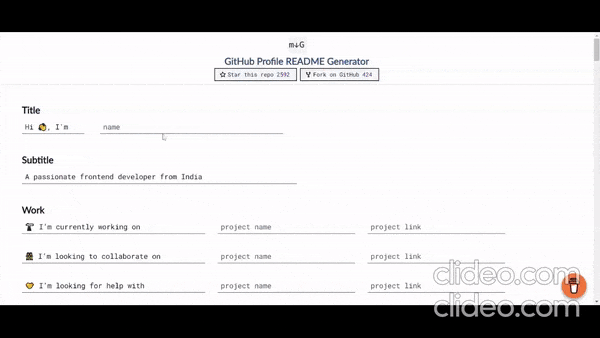 m↓G
GitHub Profile README Generator
Star this repo 2592 Fork on GitHub 424
Title
Hi 👋, I'm name
Subtitle
A passionate frontend developer from India
Work
🔭 I'm currently working on project name project link
👯 I'm looking to collaborate on project name project link
🤝 I'm looking for help with project name project link
clideo.com
clideo.com